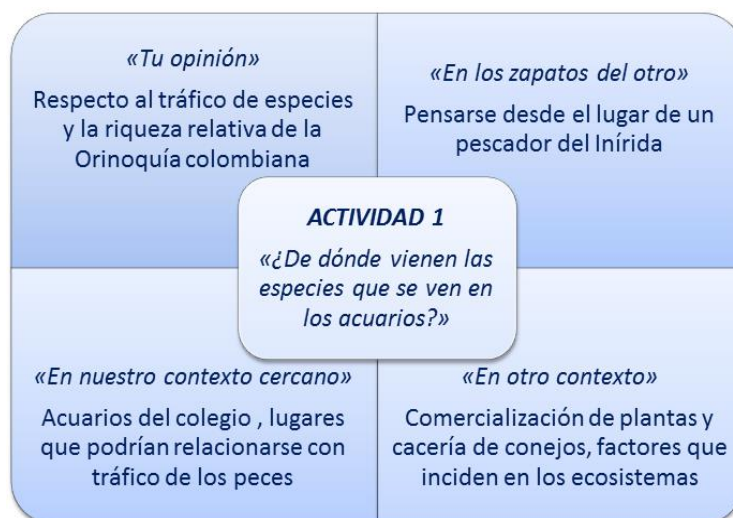 «Tu opinión»
Respecto al tráfico de especies
y la riqueza relativa de la
Orinoquía colombiana
«En los zapatos del otro»
Pensarse desde el lugar de un
pescador del Inírida
ACTIVIDAD 1
«¿De dónde vienen las
especies que se ven en
los acuarios?»
«En nuestro contexto cercano»
Acuarios del colegio , lugares
que podrían relacionarse con
tráfico de los peces
«En otro contexto»
Comercialización de plantas y
cacería de conejos, factores que
inciden en los ecosistemas